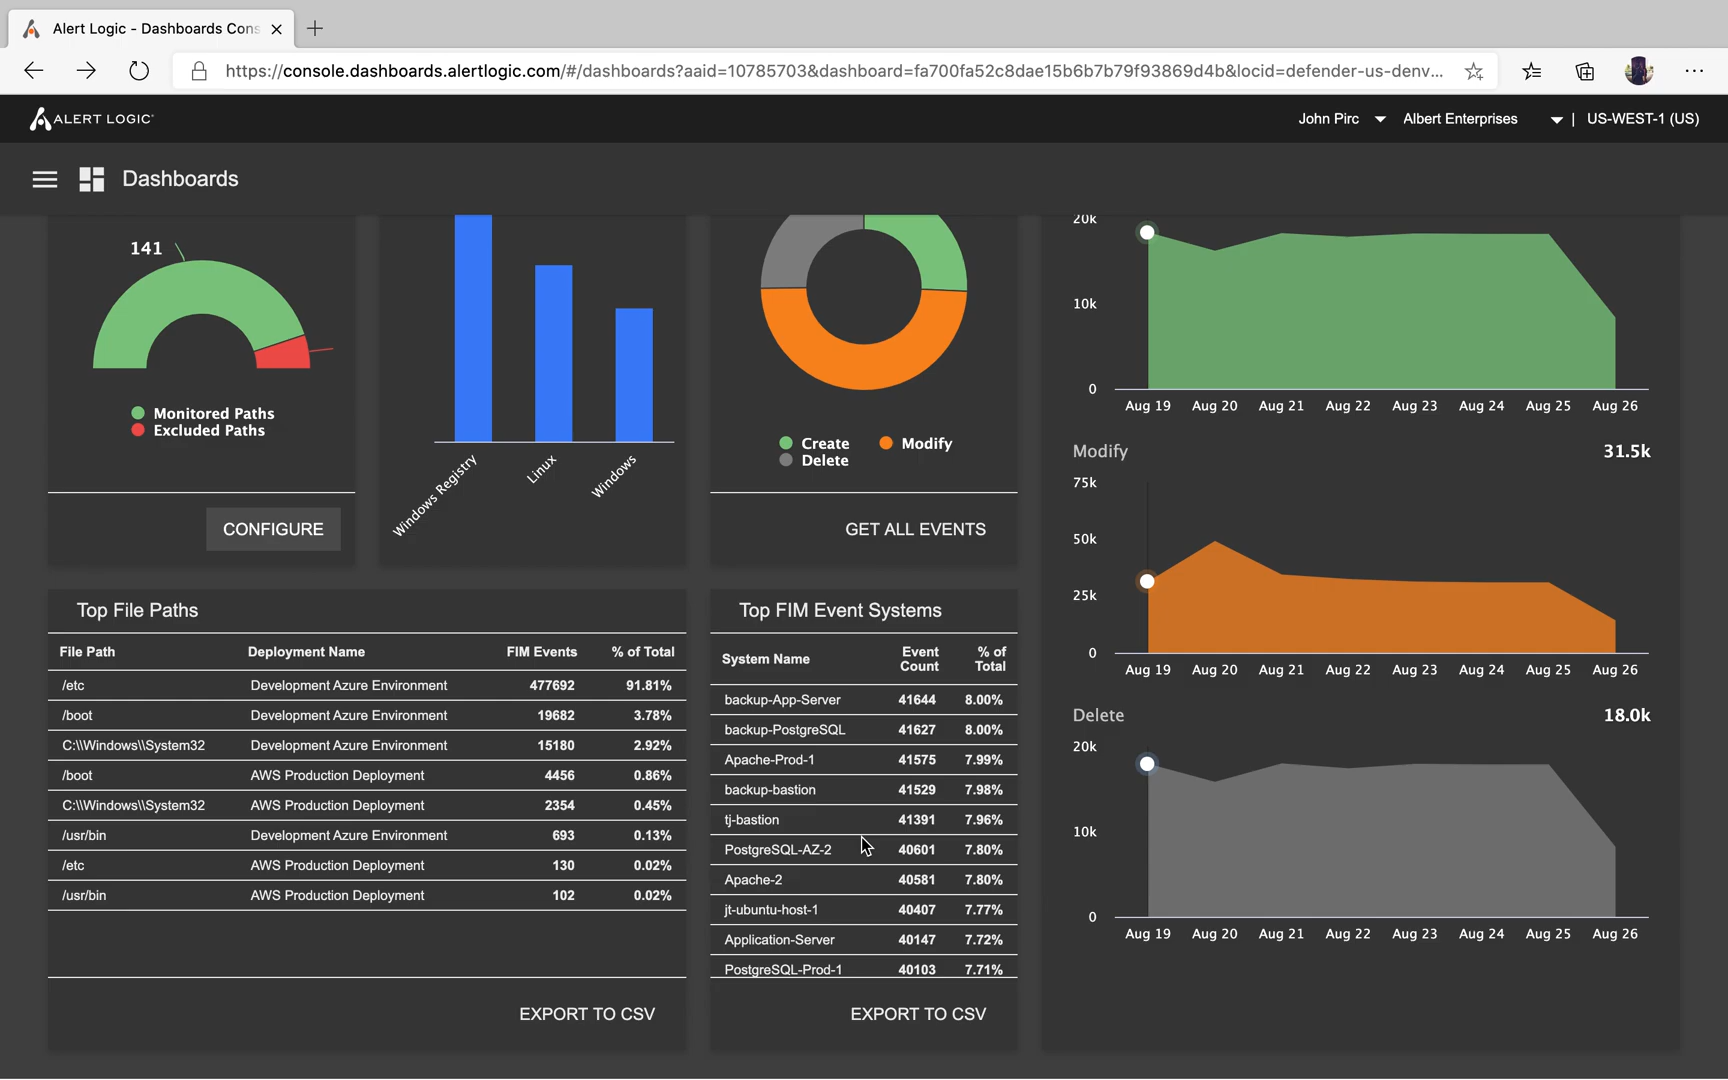 Alert Logic - Dashboards Cons
https://console.dashboards.alertlogic.com/#/dashboards?aaid=10785703&dashboard=fa700fa52c8dae15b6b7b79f93869d4b&locid=defender-us-denv...
ALERT LOGIC
John Pirc
Albert Enterprises
| US-WEST-1 (US)
Dashboards
141
Monitored Paths
Excluded Paths
CONFIGURE
Windows Registry
Linux
Windows
Create
Modify
Delete
GET ALL EVENTS
20k
10k
0
Aug 19 Aug 20 Aug 21 Aug 22 Aug 23 Aug 24 Aug 25 Aug 26
Modify 31.5k
75k
50k
25k
0
Aug 19 Aug 20 Aug 21 Aug 22 Aug 23 Aug 24 Aug 25 Aug 26
Delete 18.0k
20k
10k
0
Aug 19 Aug 20 Aug 21 Aug 22 Aug 23 Aug 24 Aug 25 Aug 26
Top File Paths
File Path Deployment Name FIM Events % of Total
/etc Development Azure Environment 477692 91.81%
/boot Development Azure Environment 19682 3.78%
C:\\Windows\\System32 Development Azure Environment 15180 2.92%
/boot AWS Production Deployment 4456 0.86%
C:\\Windows\\System32 AWS Production Deployment 2354 0.45%
/usr/bin Development Azure Environment 693 0.13%
/etc AWS Production Deployment 130 0.02%
/usr/bin AWS Production Deployment 102 0.02%
EXPORT TO CSV
Top FIM Event Systems
System Name Event Count % of Total
backup-App-Server 41644 8.00%
backup-PostgreSQL 41627 8.00%
Apache-Prod-1 41575 7.99%
backup-bastion 41529 7.98%
tj-bastion 41391 7.96%
PostgreSQL-AZ-2 40601 7.80%
Apache-2 40581 7.80%
jt-ubuntu-host-1 40407 7.77%
Application-Server 40147 7.72%
PostgreSQL-Prod-1 40103 7.71%
EXPORT TO CSV